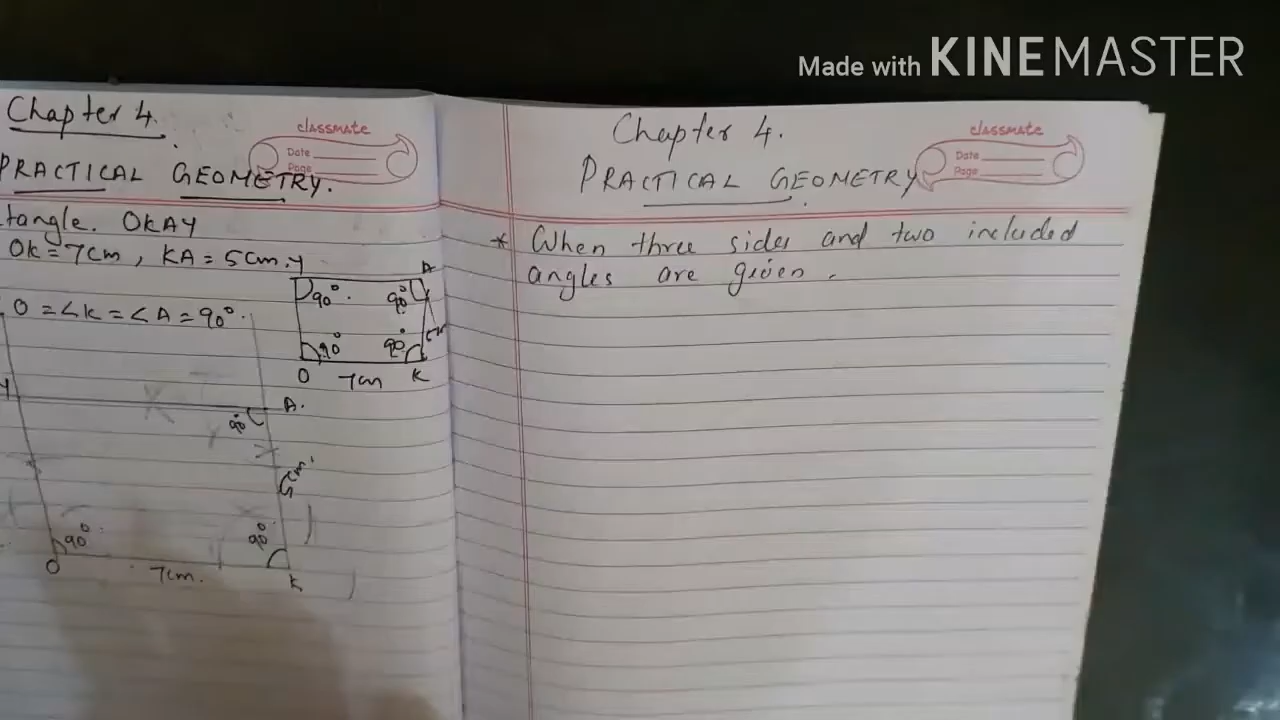 Made with KINEMASTER
Chapter 4.
classmate
Date
Page
PRACTICAL GEOMETRY.
tangle. OKAY
OK = 7cm, KA = 5cm.
O = ∠K = ∠A = 90°.
Y A
90°. 90°
90° 90°
O 7cm K
Y A.
90°
5cm.
90° 90°
O 7cm. K
Chapter 4.
classmate
Date
Page
PRACTICAL GEOMETRY.
* When three sides and two included
angles are given.